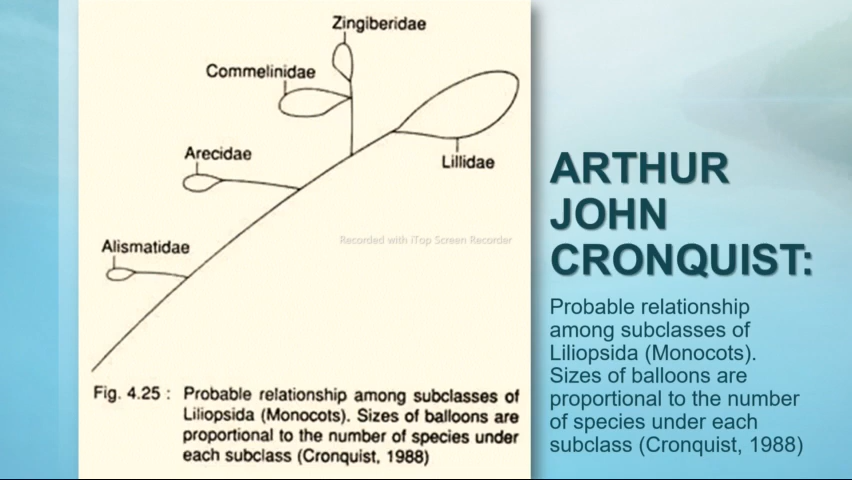 Zingiberidae
Commelinidae
Arecidae
Lillidae
Alismatidae
Recorded with iTop Screen Recorder
Fig. 4.25 : Probable relationship among subclasses of
Liliopsida (Monocots). Sizes of balloons are
proportional to the number of species under
each subclass (Cronquist, 1988)
ARTHUR
JOHN
CRONQUIST:
Probable relationship
among subclasses of
Liliopsida (Monocots).
Sizes of balloons are
proportional to the number
of species under each
subclass (Cronquist, 1988)